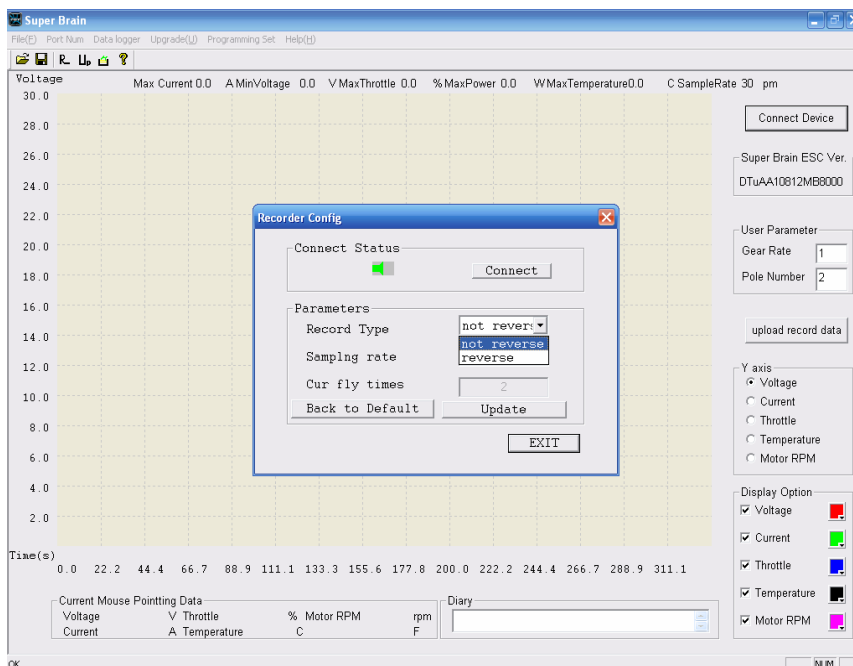 Super Brain
File(F) Port Num Data logger Upgrade(U) Programming Set Help(H)
Voltage
Max Current 0.0 A MinVoltage 0.0 V MaxThrottle 0.0 % MaxPower 0.0 W MaxTemperature0.0 C SampleRate 30 pm
30.0
28.0
26.0
24.0
22.0
20.0
18.0
16.0
14.0
12.0
10.0
8.0
6.0
4.0
2.0
Time(s)
0.0 22.2 44.4 66.7 88.9 111.1 133.3 155.6 177.8 200.0 222.2 244.4 266.7 288.9 311.1
Recorder Config
Connect Status
Connect
Parameters
Record Type not revers
not reverse
reverse
Samplng rate
Cur fly times 2
Back to Default Update
EXIT
Connect Device
Super Brain ESC Ver.
DTuAA10812MB8000
User Parameter
Gear Rate 1
Pole Number 2
upload record data
Y axis
Voltage
Current
Throttle
Temperature
Motor RPM
Display Option
Voltage
Current
Throttle
Temperature
Motor RPM
Current Mouse Pointting Data
Voltage V Throttle % Motor RPM rpm
Current A Temperature C F
Diary
OK NUM